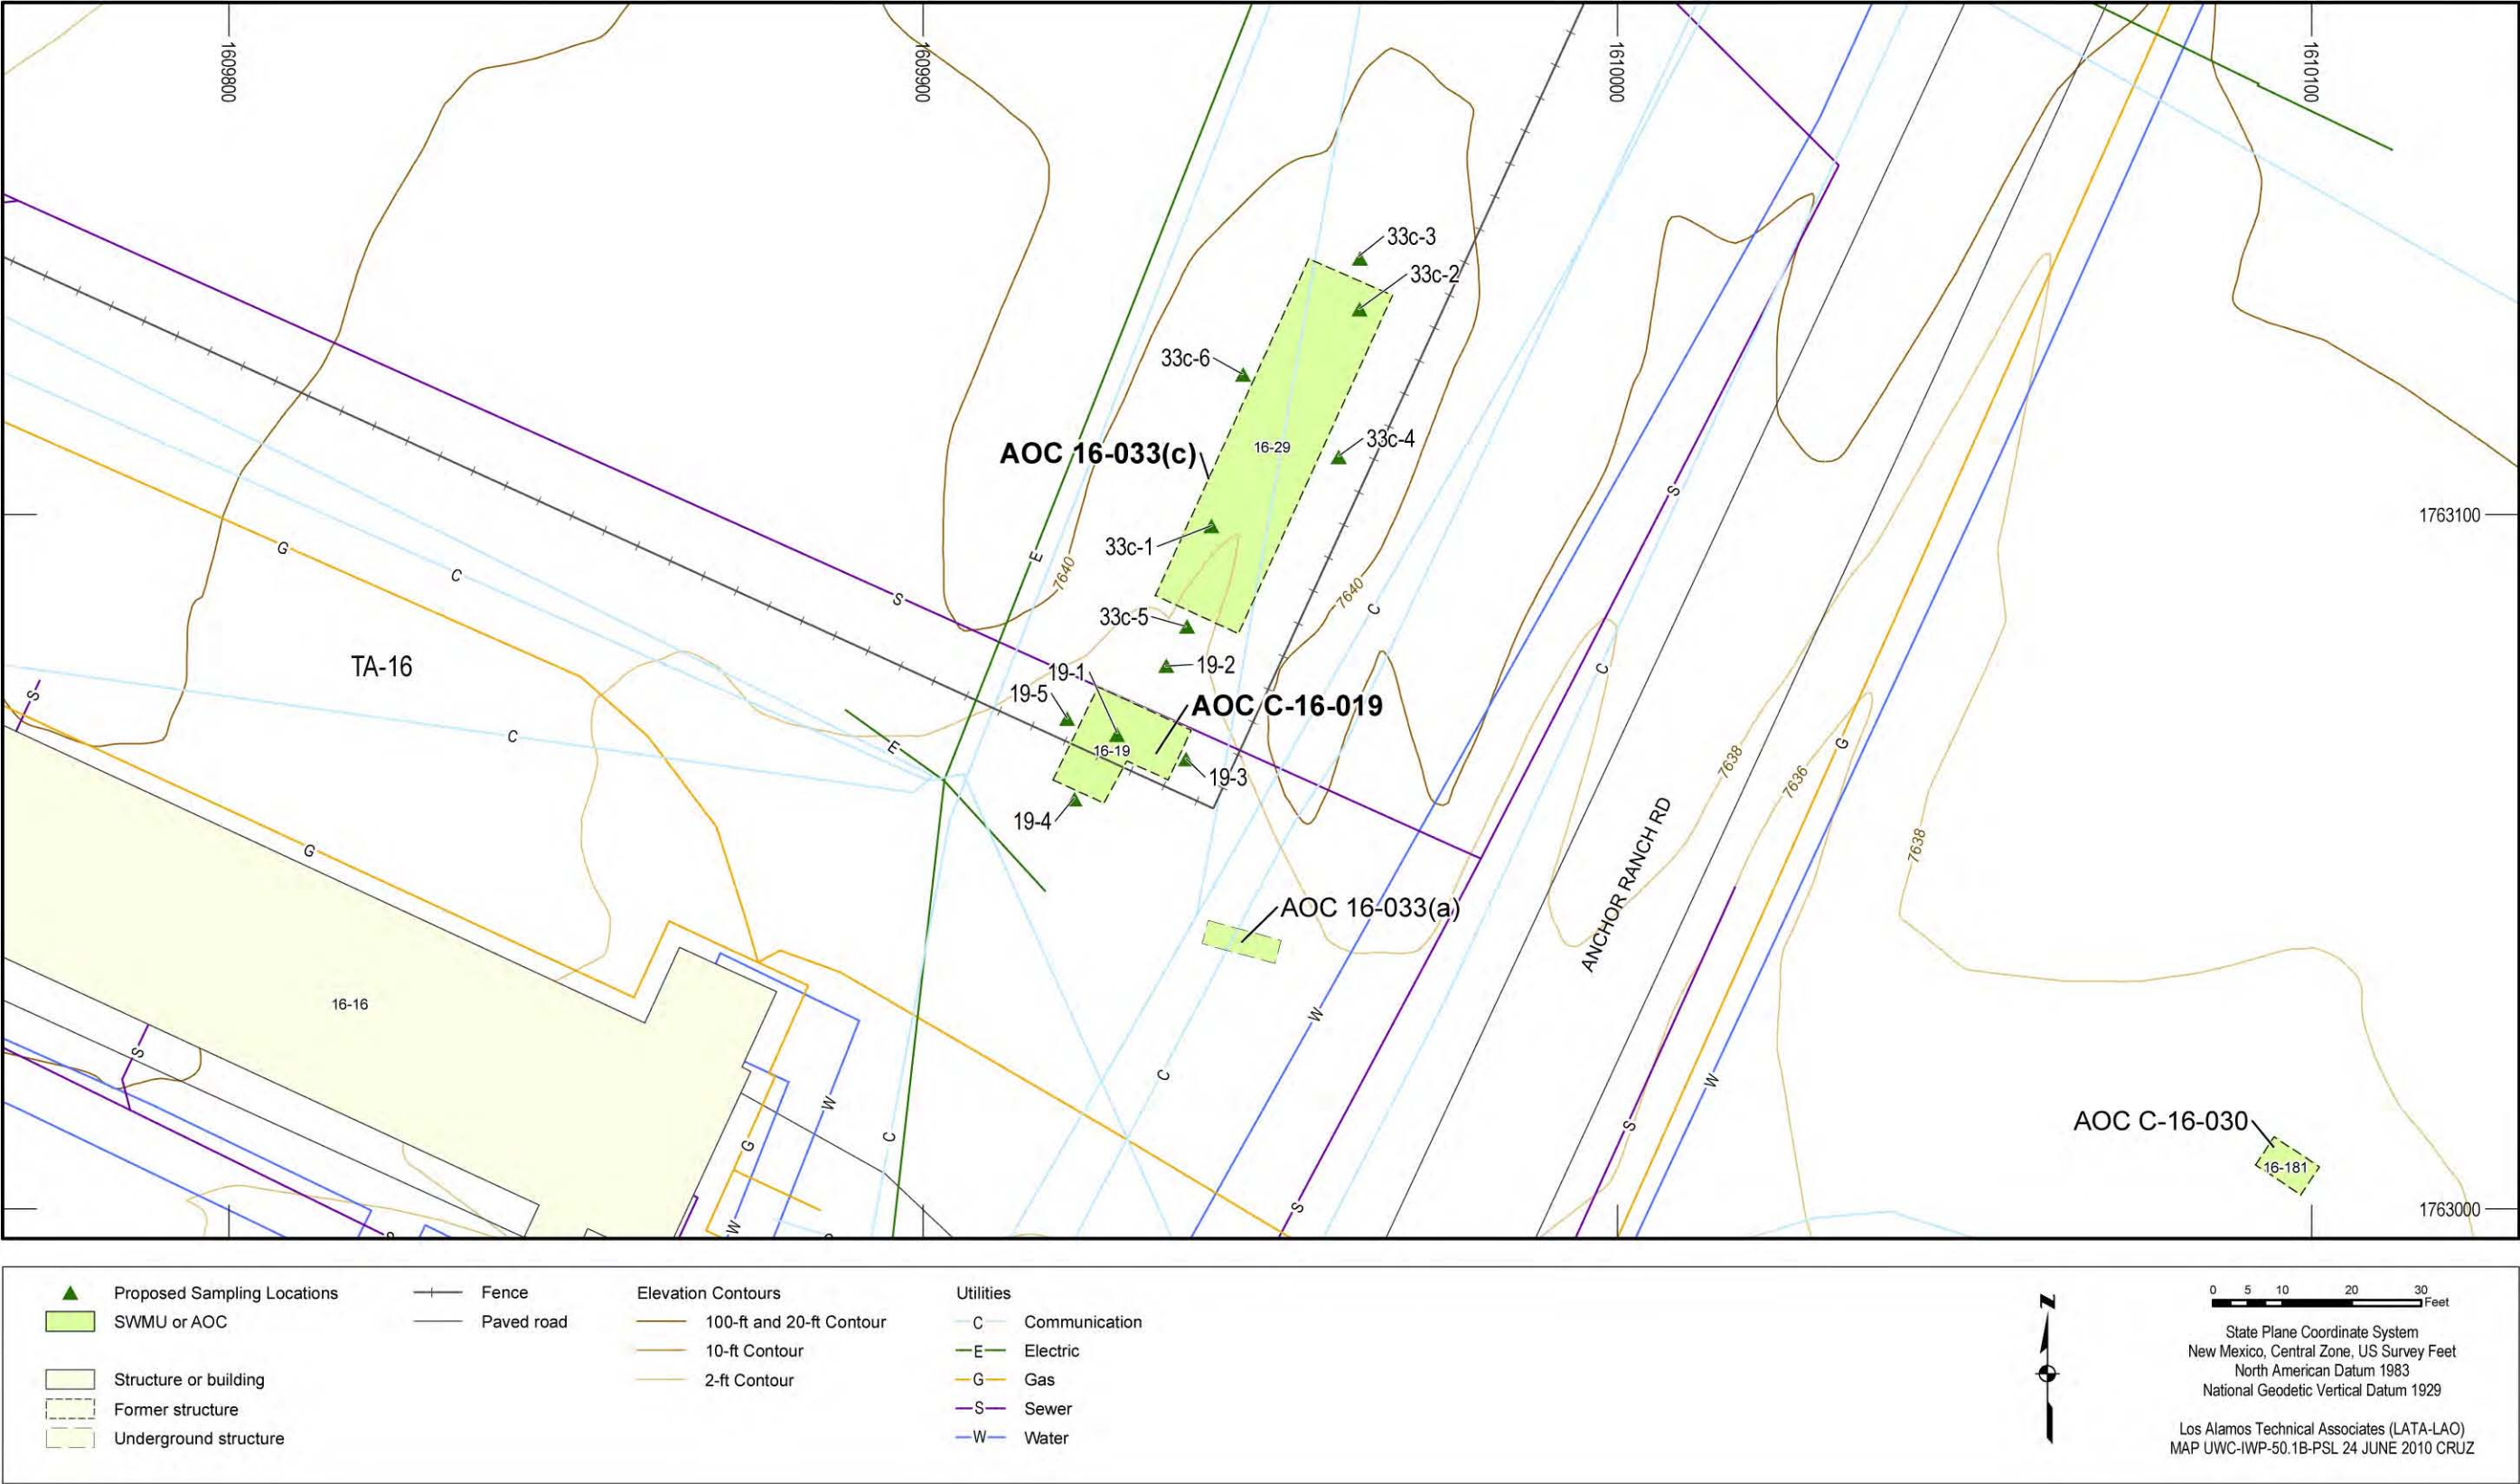 1609800
1609900
1610000
1610100
33c-3
33c-2
33c-6
33c-4
16-29
AOC 16-033(c)
1763100
33c-1
G
C
E
7640
7640
S
C
S
33c-5
TA-16
19-2
19-1
C
S
19-5
AOC C-16-019
C
E
16-19
19-3
G
7638
7636
19-4
ANCHOR RANCH RD
7638
G
AOC 16-033(a)
16-16
W
S
C
W
W
G
C
S
AOC C-16-030
16-181
W
S
1763000
S
Proposed Sampling Locations
SWMU or AOC
Structure or building
Former structure
Underground structure
Fence
Paved road
Elevation Contours
100-ft and 20-ft Contour
10-ft Contour
2-ft Contour
Utilities
C Communication
E Electric
G Gas
S Sewer
W Water
N
0 5 10 20 30
Feet
State Plane Coordinate System
New Mexico, Central Zone, US Survey Feet
North American Datum 1983
National Geodetic Vertical Datum 1929
Los Alamos Technical Associates (LATA-LAO)
MAP UWC-IWP-50.1B-PSL 24 JUNE 2010 CRUZ